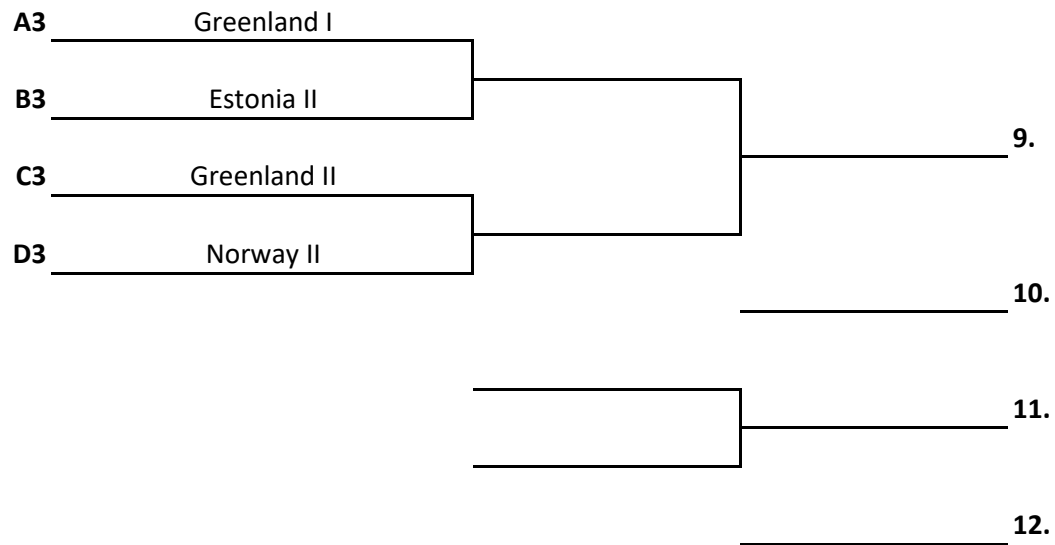 A3 Greenland I
B3 Estonia II
9.
C3 Greenland II
D3 Norway II
10.
11.
12.